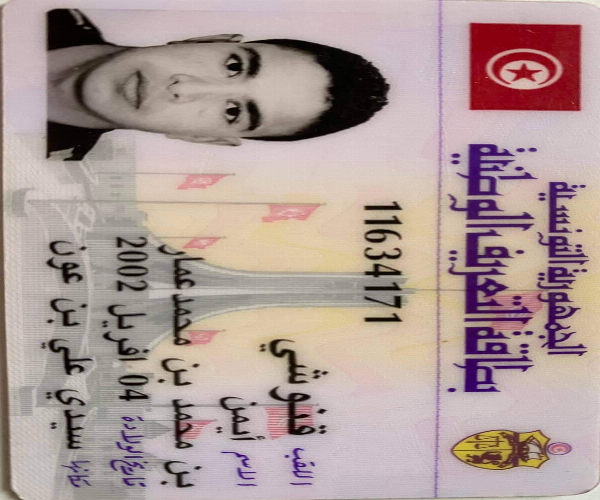 الجمهورية التونسية
بطاقة التعريف الوطنية
11634171
اللقب قنوشي
الاسم أيمن
بن محمد بن محمد عمار
تاريخ الولادة 04 افريل 2002
مكانها سيدي علي بن عون